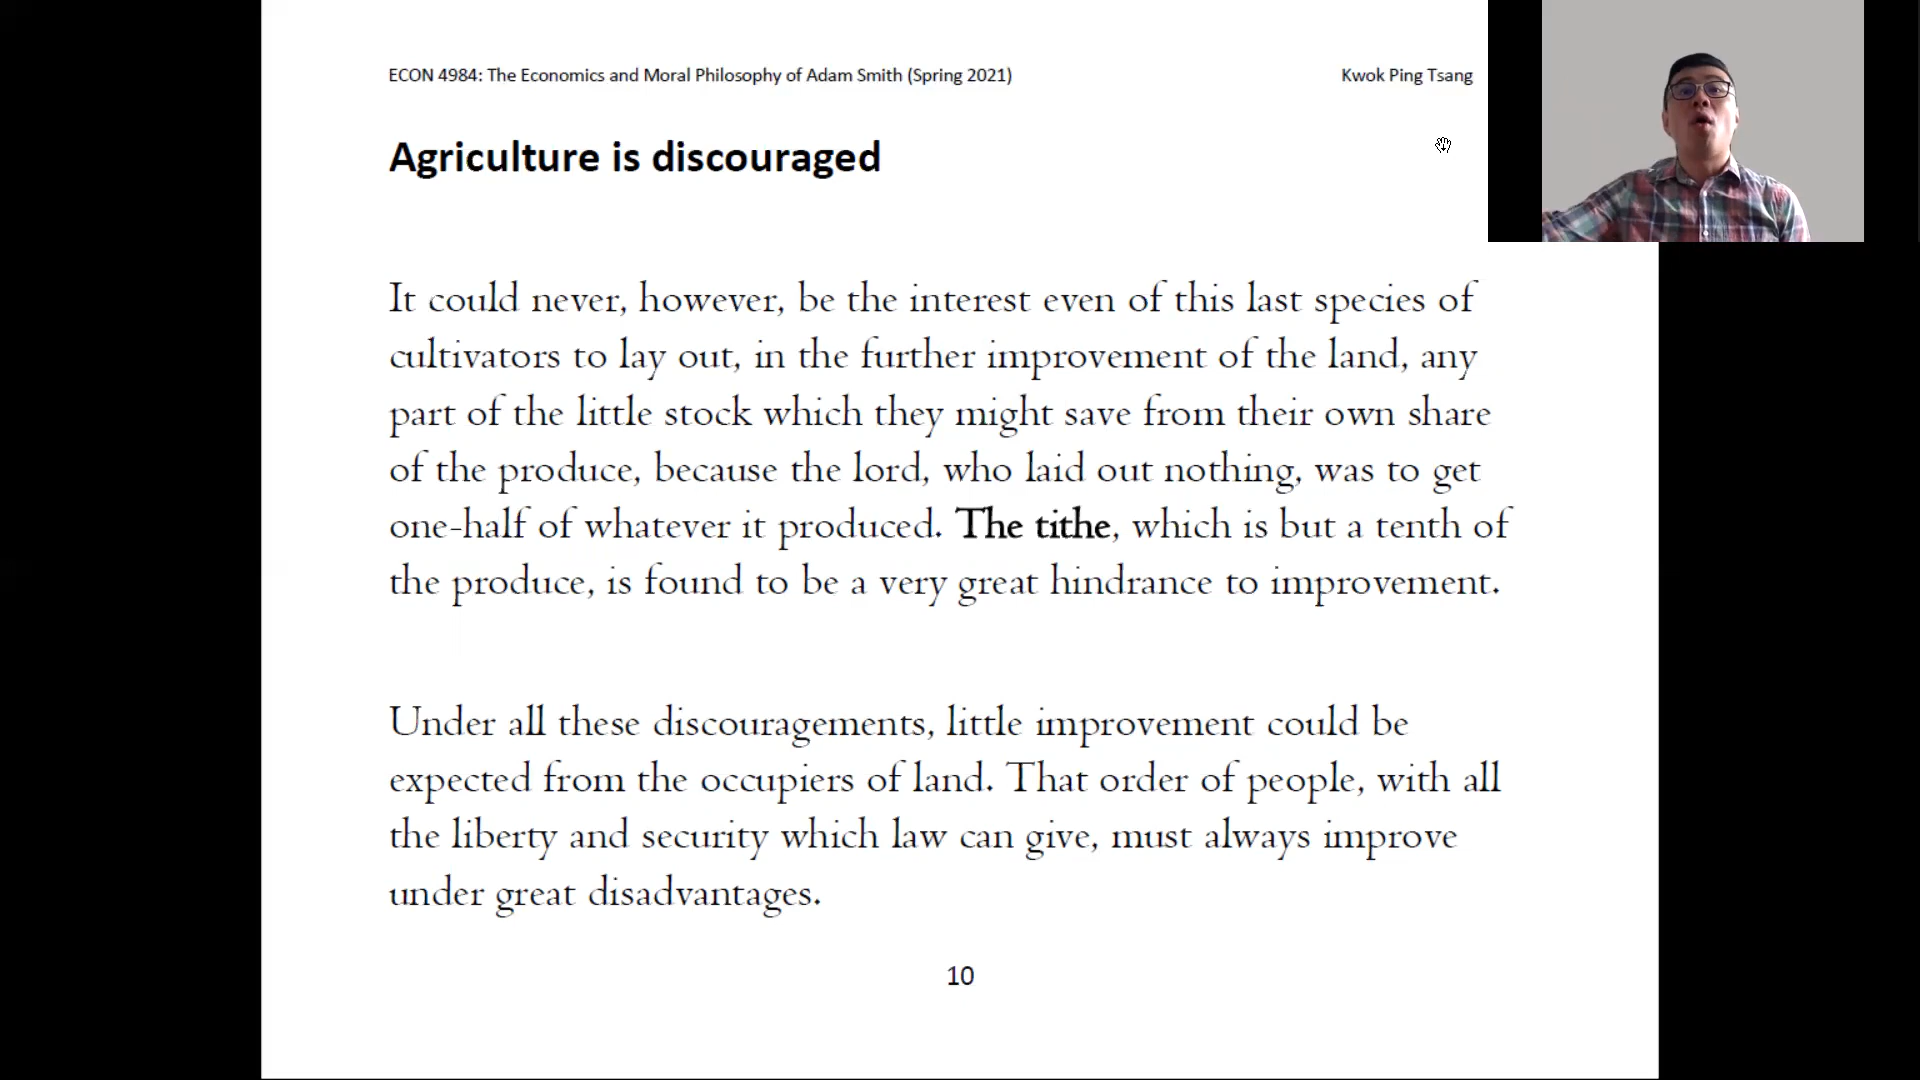 ECON 4984: The Economics and Moral Philosophy of Adam Smith (Spring 2021) Kwok Ping Tsang
Agriculture is discouraged
It could never, however, be the interest even of this last species of
cultivators to lay out, in the further improvement of the land, any
part of the little stock which they might save from their own share
of the produce, because the lord, who laid out nothing, was to get
one-half of whatever it produced. The tithe, which is but a tenth of
the produce, is found to be a very great hindrance to improvement.
Under all these discouragements, little improvement could be
expected from the occupiers of land. That order of people, with all
the liberty and security which law can give, must always improve
under great disadvantages.
10